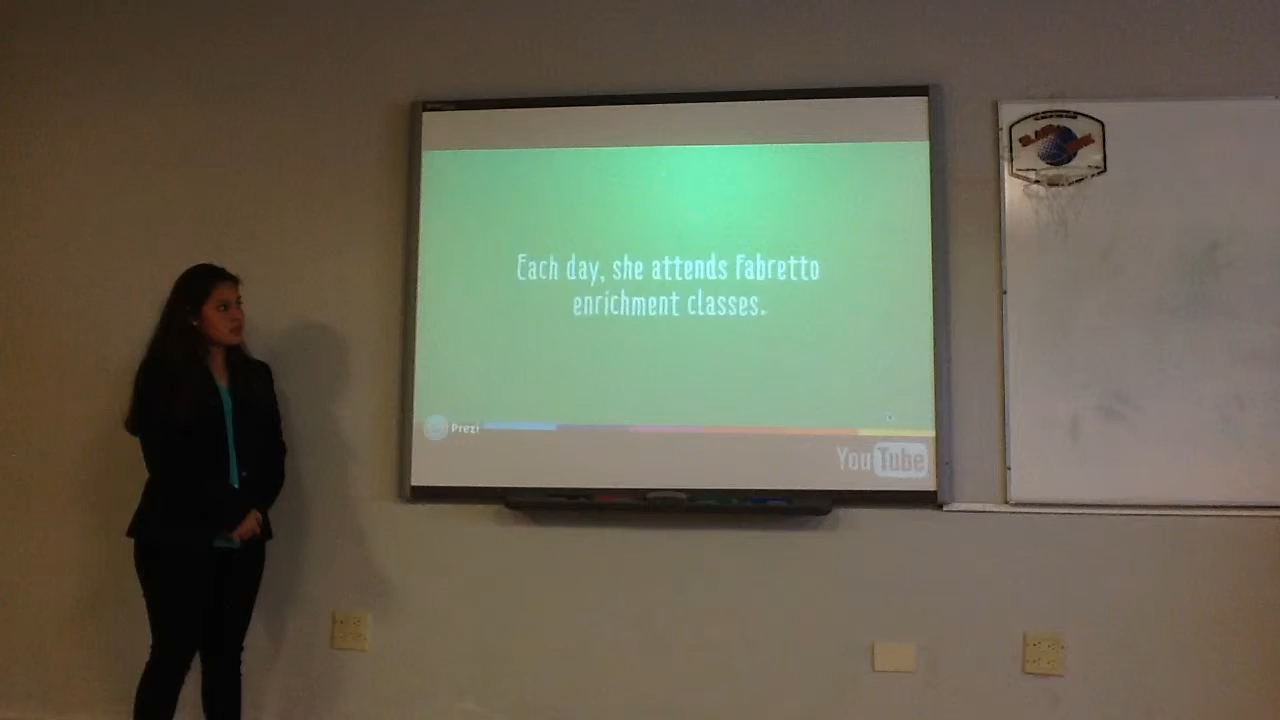 Each day, she attends Fabretto
enrichment classes.
Prezi
YouTube